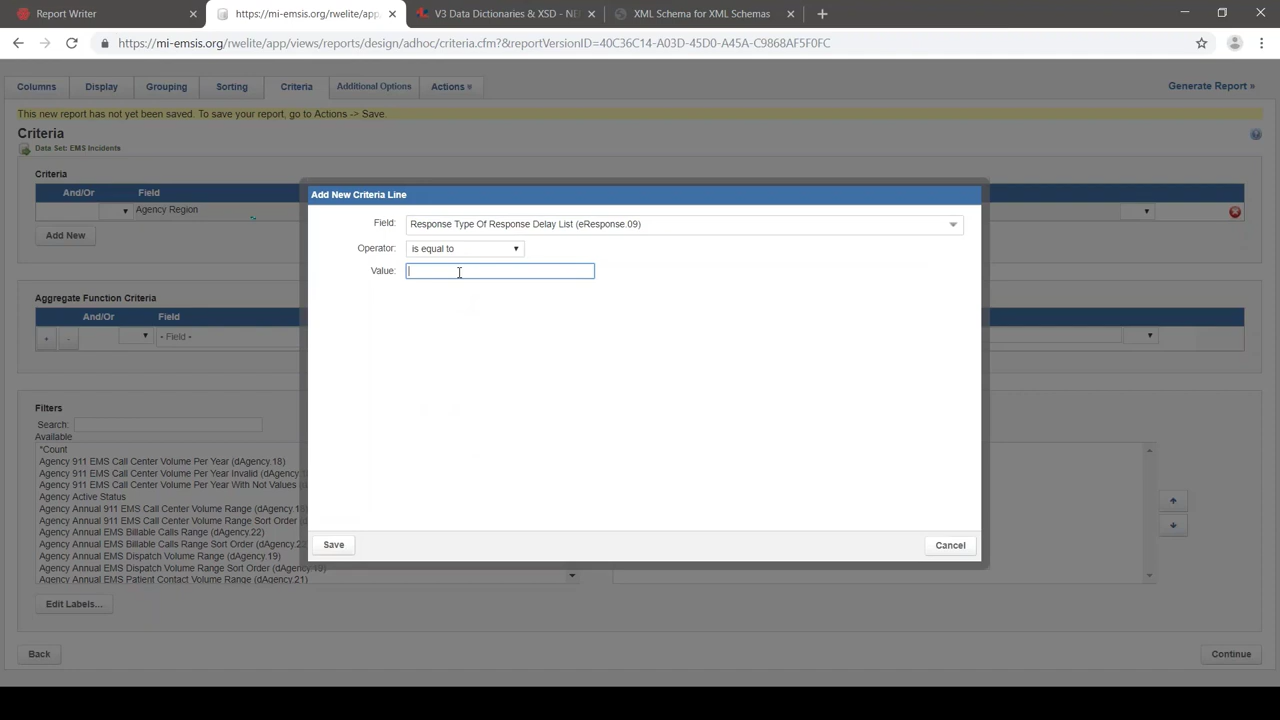 Report Writer
https://mi-emsis.org/rwelite/app
V3 Data Dictionaries & XSD - NE
XML Schema for XML Schemas
https://mi-emsis.org/rwelite/app/views/reports/design/adhoc/criteria.cfm?&reportVersionID=40C36C14-A03D-45D0-A45A-C9868AF5F0FC
Columns Display Grouping Sorting Criteria Additional Options Actions Generate Report »
This new report has not yet been saved. To save your report, go to Actions -> Save.
Criteria
Data Set: EMS Incidents
Criteria
And/Or Field
Agency Region
Add New
Add New Criteria Line
Field: Response Type Of Response Delay List (eResponse.09)
Operator: is equal to
Value:
Save Cancel
Aggregate Function Criteria
And/Or Field
+ - • Field •
Filters
Search:
Available
*Count
Agency 911 EMS Call Center Volume Per Year (dAgency.18)
Agency 911 EMS Call Center Volume Per Year Invalid (dAgency.
Agency 911 EMS Call Center Volume Per Year With Not Values
Agency Active Status
Agency Annual 911 EMS Call Center Volume Range (dAgency.18
Agency Annual 911 EMS Call Center Volume Range Sort Order
Agency Annual EMS Billable Calls Range (dAgency.22)
Agency Annual EMS Billable Calls Range Sort Order (dAgency.22
Agency Annual EMS Dispatch Volume Range (dAgency.19)
Agency Annual EMS Dispatch Volume Range Sort Order (dAgency.19)
Agency Annual EMS Patient Contact Volume Range (dAgency.21)
Edit Labels...
Back Continue